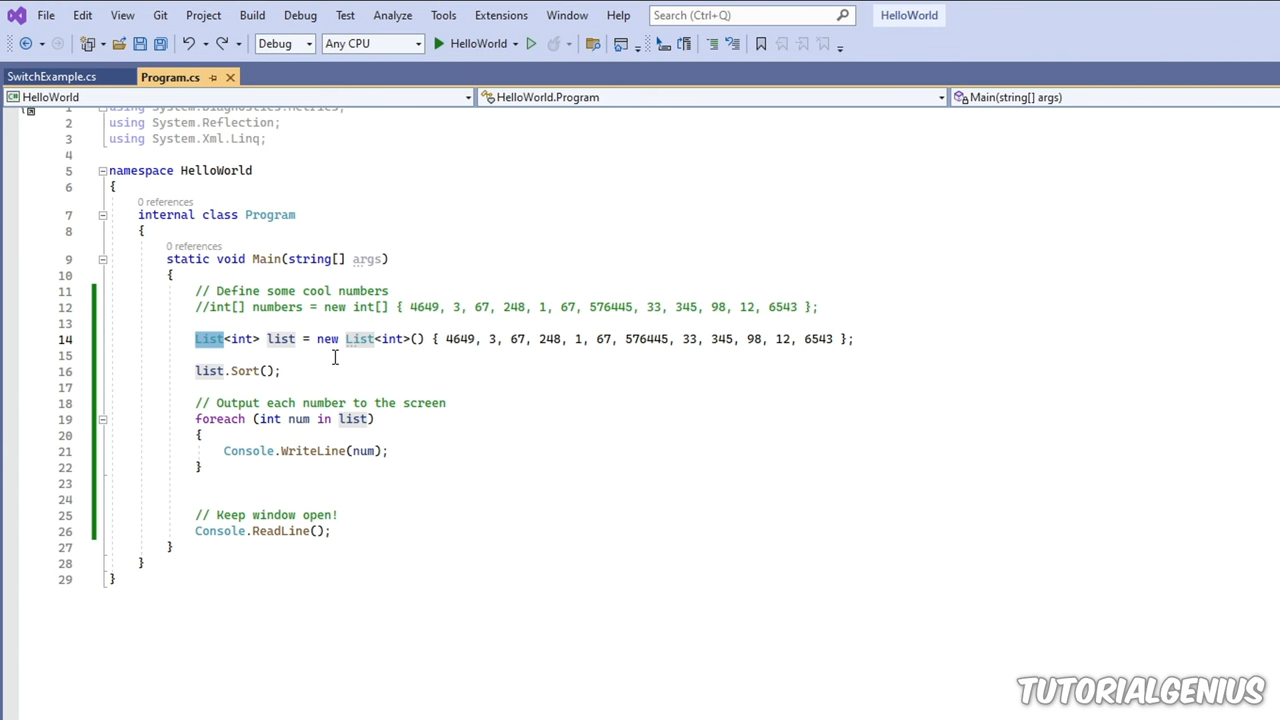 File Edit View Git Project Build Debug Test Analyze Tools Extensions Window Help Search (Ctrl+Q) HelloWorld
Debug Any CPU HelloWorld
SwitchExample.cs Program.cs
HelloWorld HelloWorld.Program Main(string[] args)
1 using System.Diagnostics.Metrics;
2 using System.Reflection;
3 using System.Xml.Linq;
4
5 namespace HelloWorld
6 {
0 references
7 internal class Program
8 {
0 references
9 static void Main(string[] args)
10 {
11 // Define some cool numbers
12 //int[] numbers = new int[] { 4649, 3, 67, 248, 1, 67, 576445, 33, 345, 98, 12, 6543 };
13
14 List<int> list = new List<int>() { 4649, 3, 67, 248, 1, 67, 576445, 33, 345, 98, 12, 6543 };
15
16 list.Sort();
17
18 // Output each number to the screen
19 foreach (int num in list)
20 {
21 Console.WriteLine(num);
22 }
23
24
25 // Keep window open!
26 Console.ReadLine();
27 }
28 }
29 }
TUTORIALGENIUS